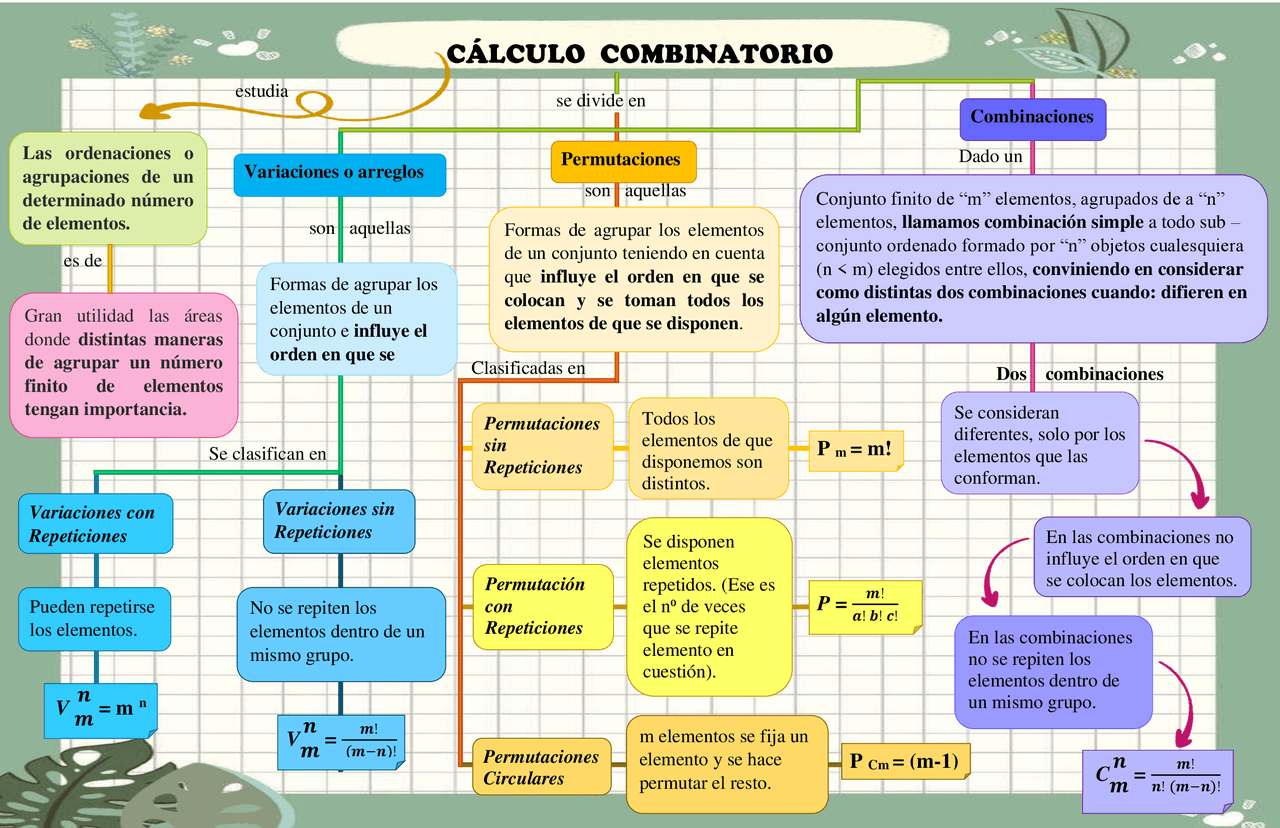 CÁLCULO COMBINATORIO
estudia
Las ordenaciones o
agrupaciones de un
determinado número
de elementos.
es de
Gran utilidad las áreas
donde distintas maneras
de agrupar un número
finito de elementos
tengan importancia.
se divide en
Variaciones o arreglos
son aquellas
Formas de agrupar los
elementos de un
conjunto e influye el
orden en que se
Se clasifican en
Variaciones con
Repeticiones
Pueden repetirse
los elementos.
V n m = m n
Variaciones sin
Repeticiones
No se repiten los
elementos dentro de un
mismo grupo.
V n m = m! / (m−n)!
Permutaciones
son aquellas
Formas de agrupar los elementos
de un conjunto teniendo en cuenta
que influye el orden en que se
colocan y se toman todos los
elementos de que se disponen.
Clasificadas en
Permutaciones
sin
Repeticiones
Todos los
elementos de que
disponemos son
distintos.
P m = m!
Permutación
con
Repeticiones
Se disponen
elementos
repetidos. (Ese es
el nº de veces
que se repite
elemento en
cuestión).
P = m! / a! b! c!
Permutaciones
Circulares
m elementos se fija un
elemento y se hace
permutar el resto.
P Cm = (m-1)
Combinaciones
Dado un
Conjunto finito de “m” elementos, agrupados de a “n”
elementos, llamamos combinación simple a todo sub –
conjunto ordenado formado por “n” objetos cualesquiera
(n < m) elegidos entre ellos, conviniendo en considerar
como distintas dos combinaciones cuando: difieren en
algún elemento.
Dos combinaciones
Se consideran
diferentes, solo por los
elementos que las
conforman.
En las combinaciones no
influye el orden en que
se colocan los elementos.
En las combinaciones
no se repiten los
elementos dentro de
un mismo grupo.
C n m = m! / n! (m−n)!